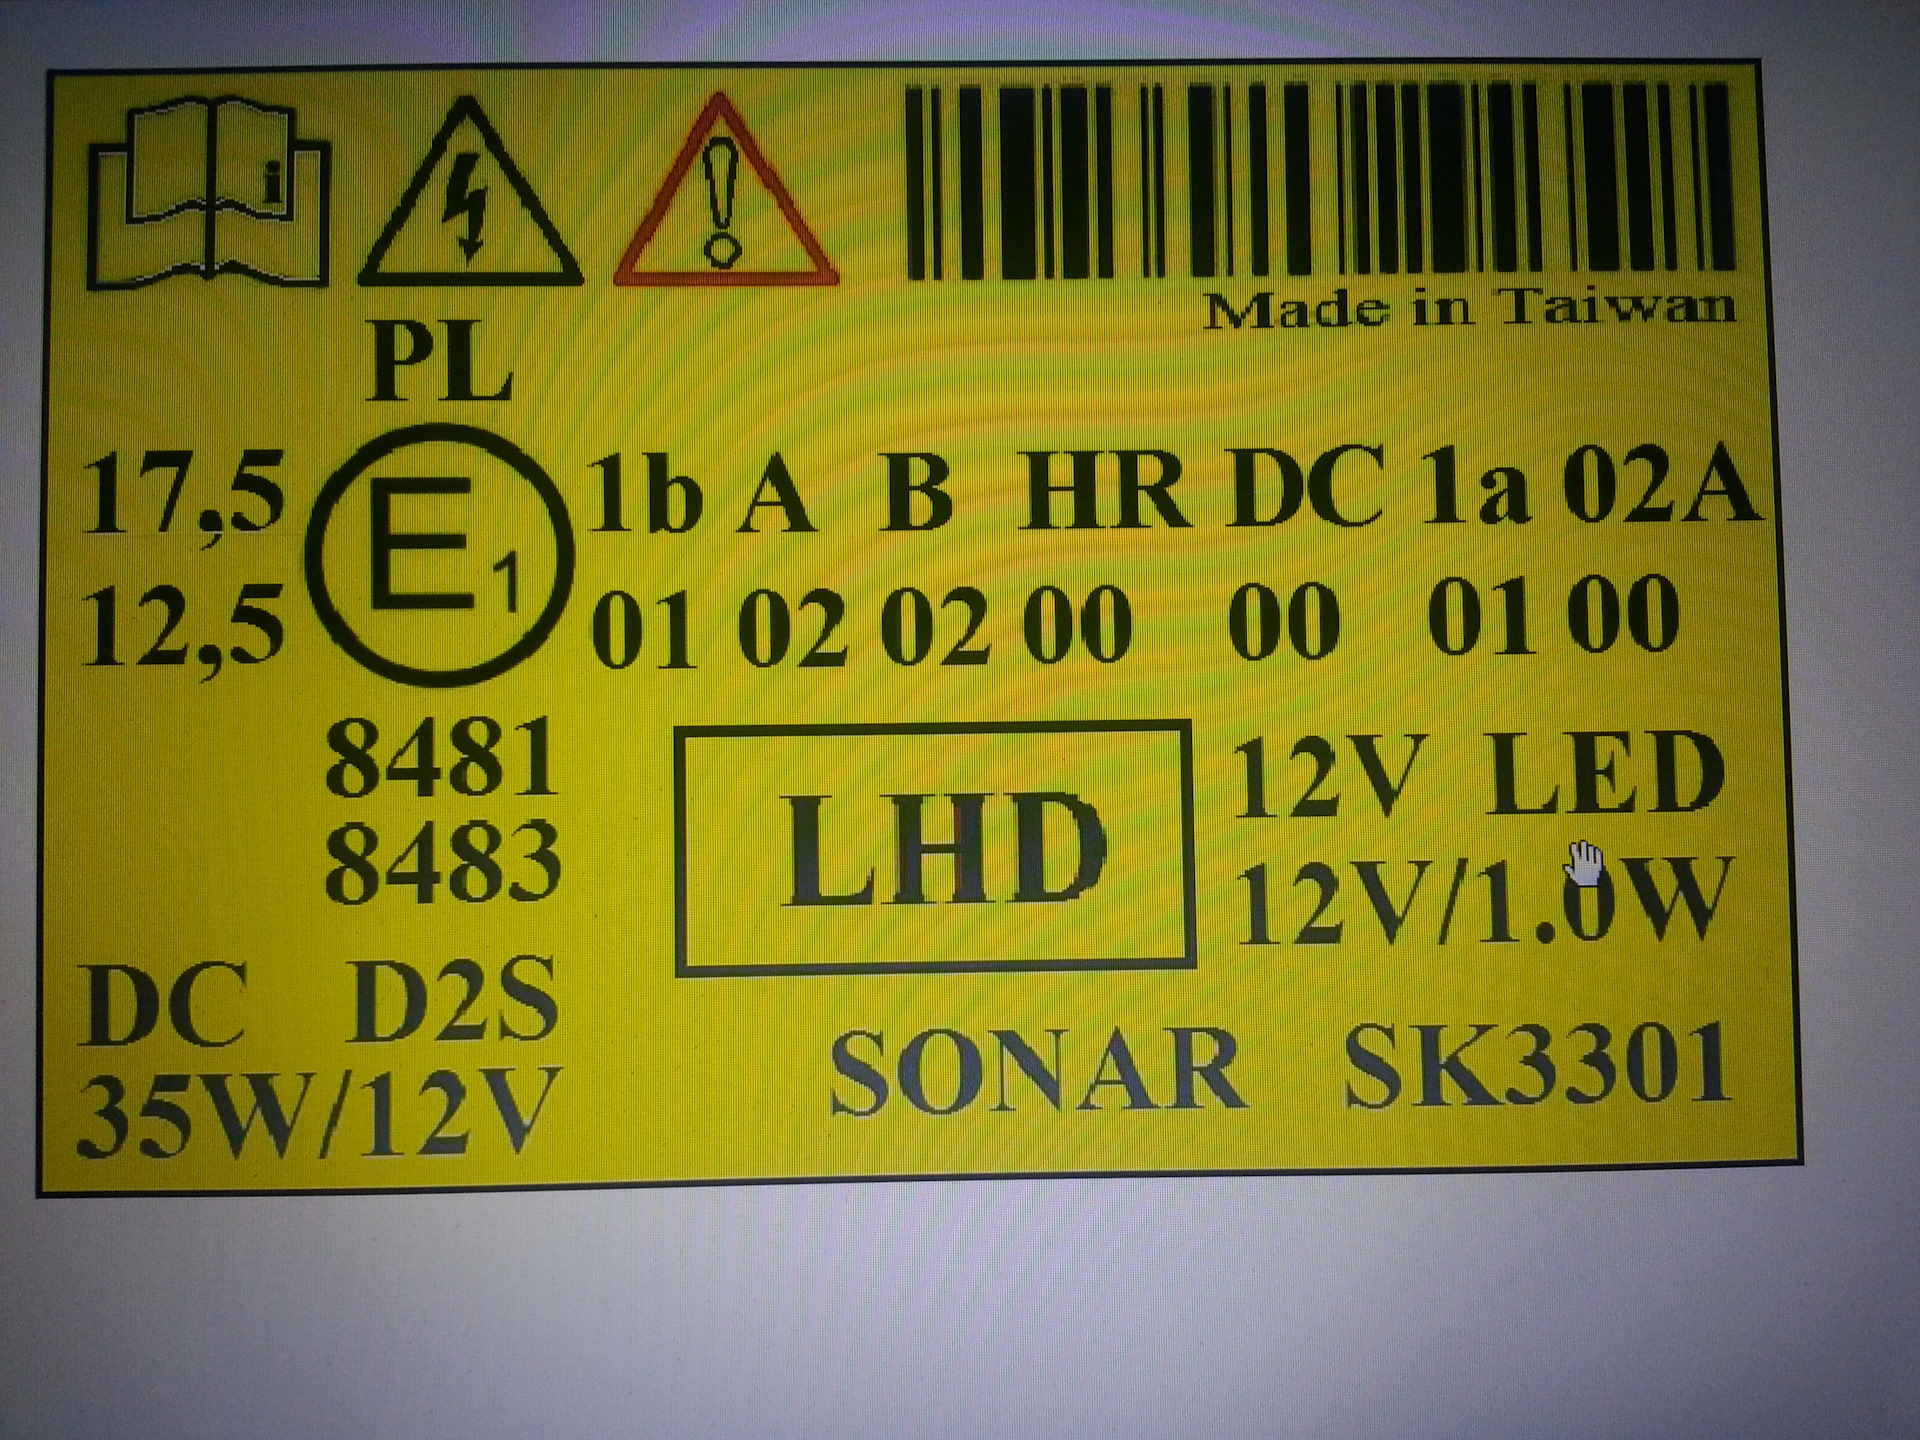 i
Made in Taiwan
PL
17,5 E1 1b A B HR DC 1a 02A
12,5 01 02 02 00 00 01 00
8481
8483
LHD
12V LED
12V/1.0W
DC D2S
35W/12V
SONAR SK3301